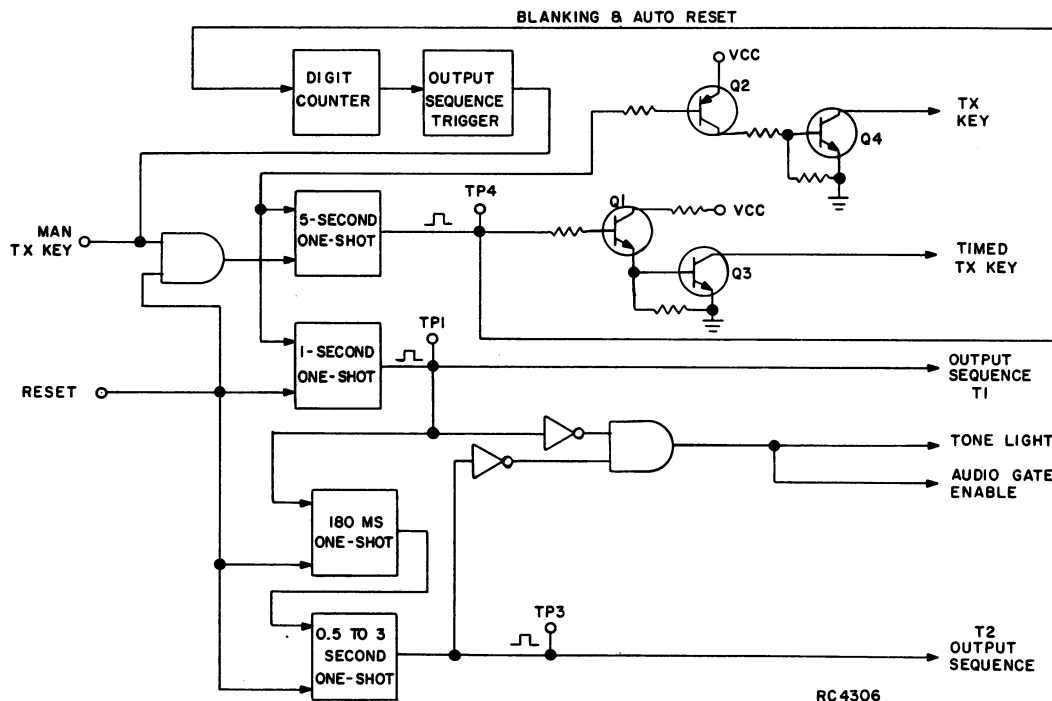 BLANKING & AUTO RESET
DIGIT
COUNTER
OUTPUT
SEQUENCE
TRIGGER
VCC
Q2
TX
KEY
Q4
MAN
TX KEY
5-SECOND
ONE-SHOT
TP4
Q1
VCC
TIMED
TX KEY
Q3
TP1
1-SECOND
ONE-SHOT
RESET
OUTPUT
SEQUENCE
T1
TONE LIGHT
AUDIO GATE
ENABLE
180 MS
ONE-SHOT
0.5 TO 3
SECOND
ONE-SHOT
TP3
T2
OUTPUT
SEQUENCE
RC4306